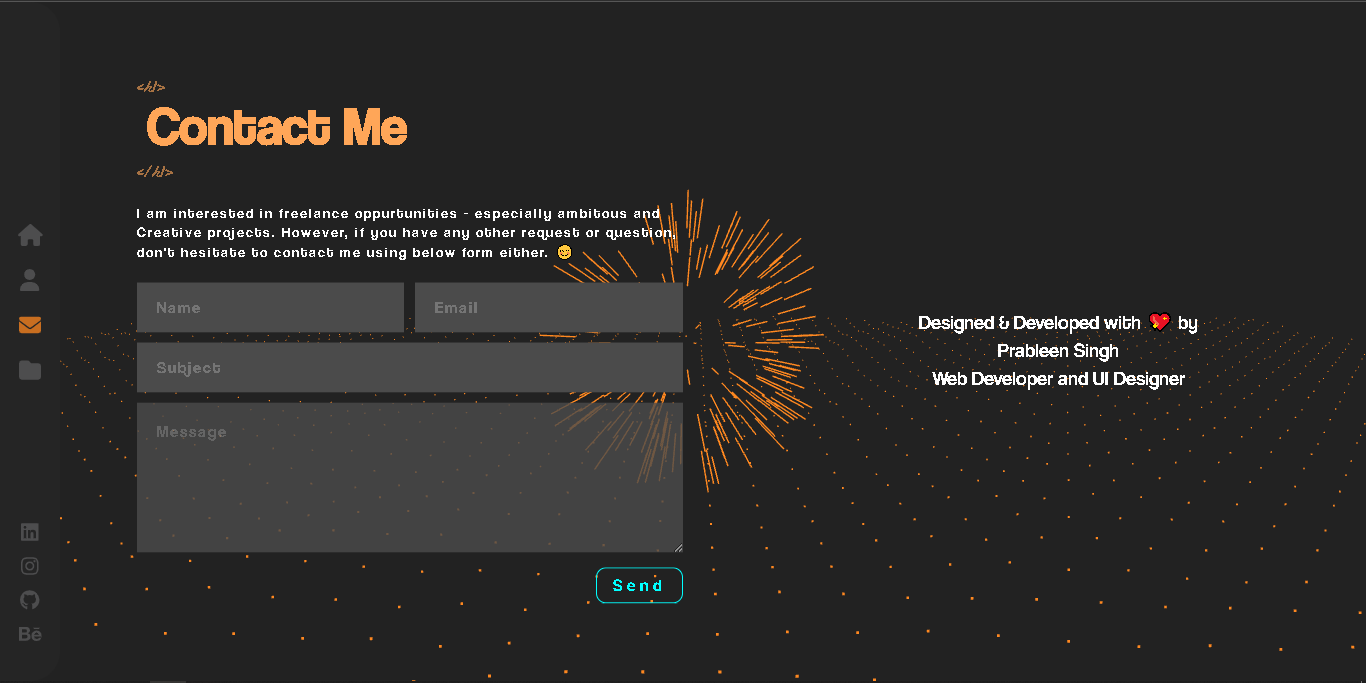 <h1>
Contact Me
</h1>
I am interested in freelance oppurtunities - especially ambitous and
Creative projects. However, if you have any other request or question,
don't hesitate to contact me using below form either. 😊
Name
Email
Subject
Message
Send
Designed & Developed with 💖 by
Prableen Singh
Web Developer and UI Designer
in
Bē